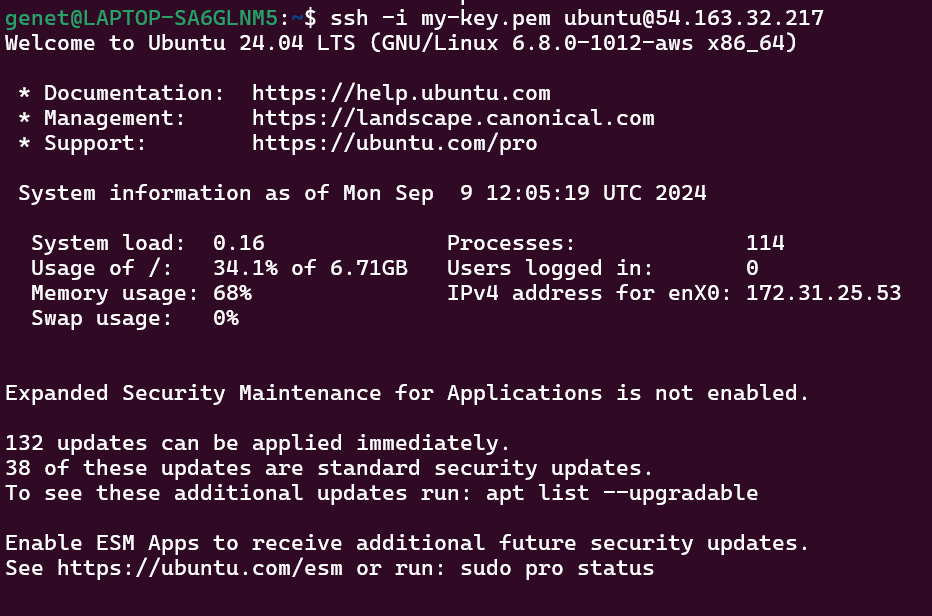 genet@LAPTOP-SA6GLNM5:~$ ssh -i my-key.pem ubuntu@54.163.32.217
Welcome to Ubuntu 24.04 LTS (GNU/Linux 6.8.0-1012-aws x86_64)
* Documentation: https://help.ubuntu.com
* Management: https://landscape.canonical.com
* Support: https://ubuntu.com/pro
System information as of Mon Sep 9 12:05:19 UTC 2024
System load: 0.16 Processes: 114
Usage of /: 34.1% of 6.71GB Users logged in: 0
Memory usage: 68% IPv4 address for enX0: 172.31.25.53
Swap usage: 0%
Expanded Security Maintenance for Applications is not enabled.
132 updates can be applied immediately.
38 of these updates are standard security updates.
To see these additional updates run: apt list --upgradable
Enable ESM Apps to receive additional future security updates.
See https://ubuntu.com/esm or run: sudo pro status